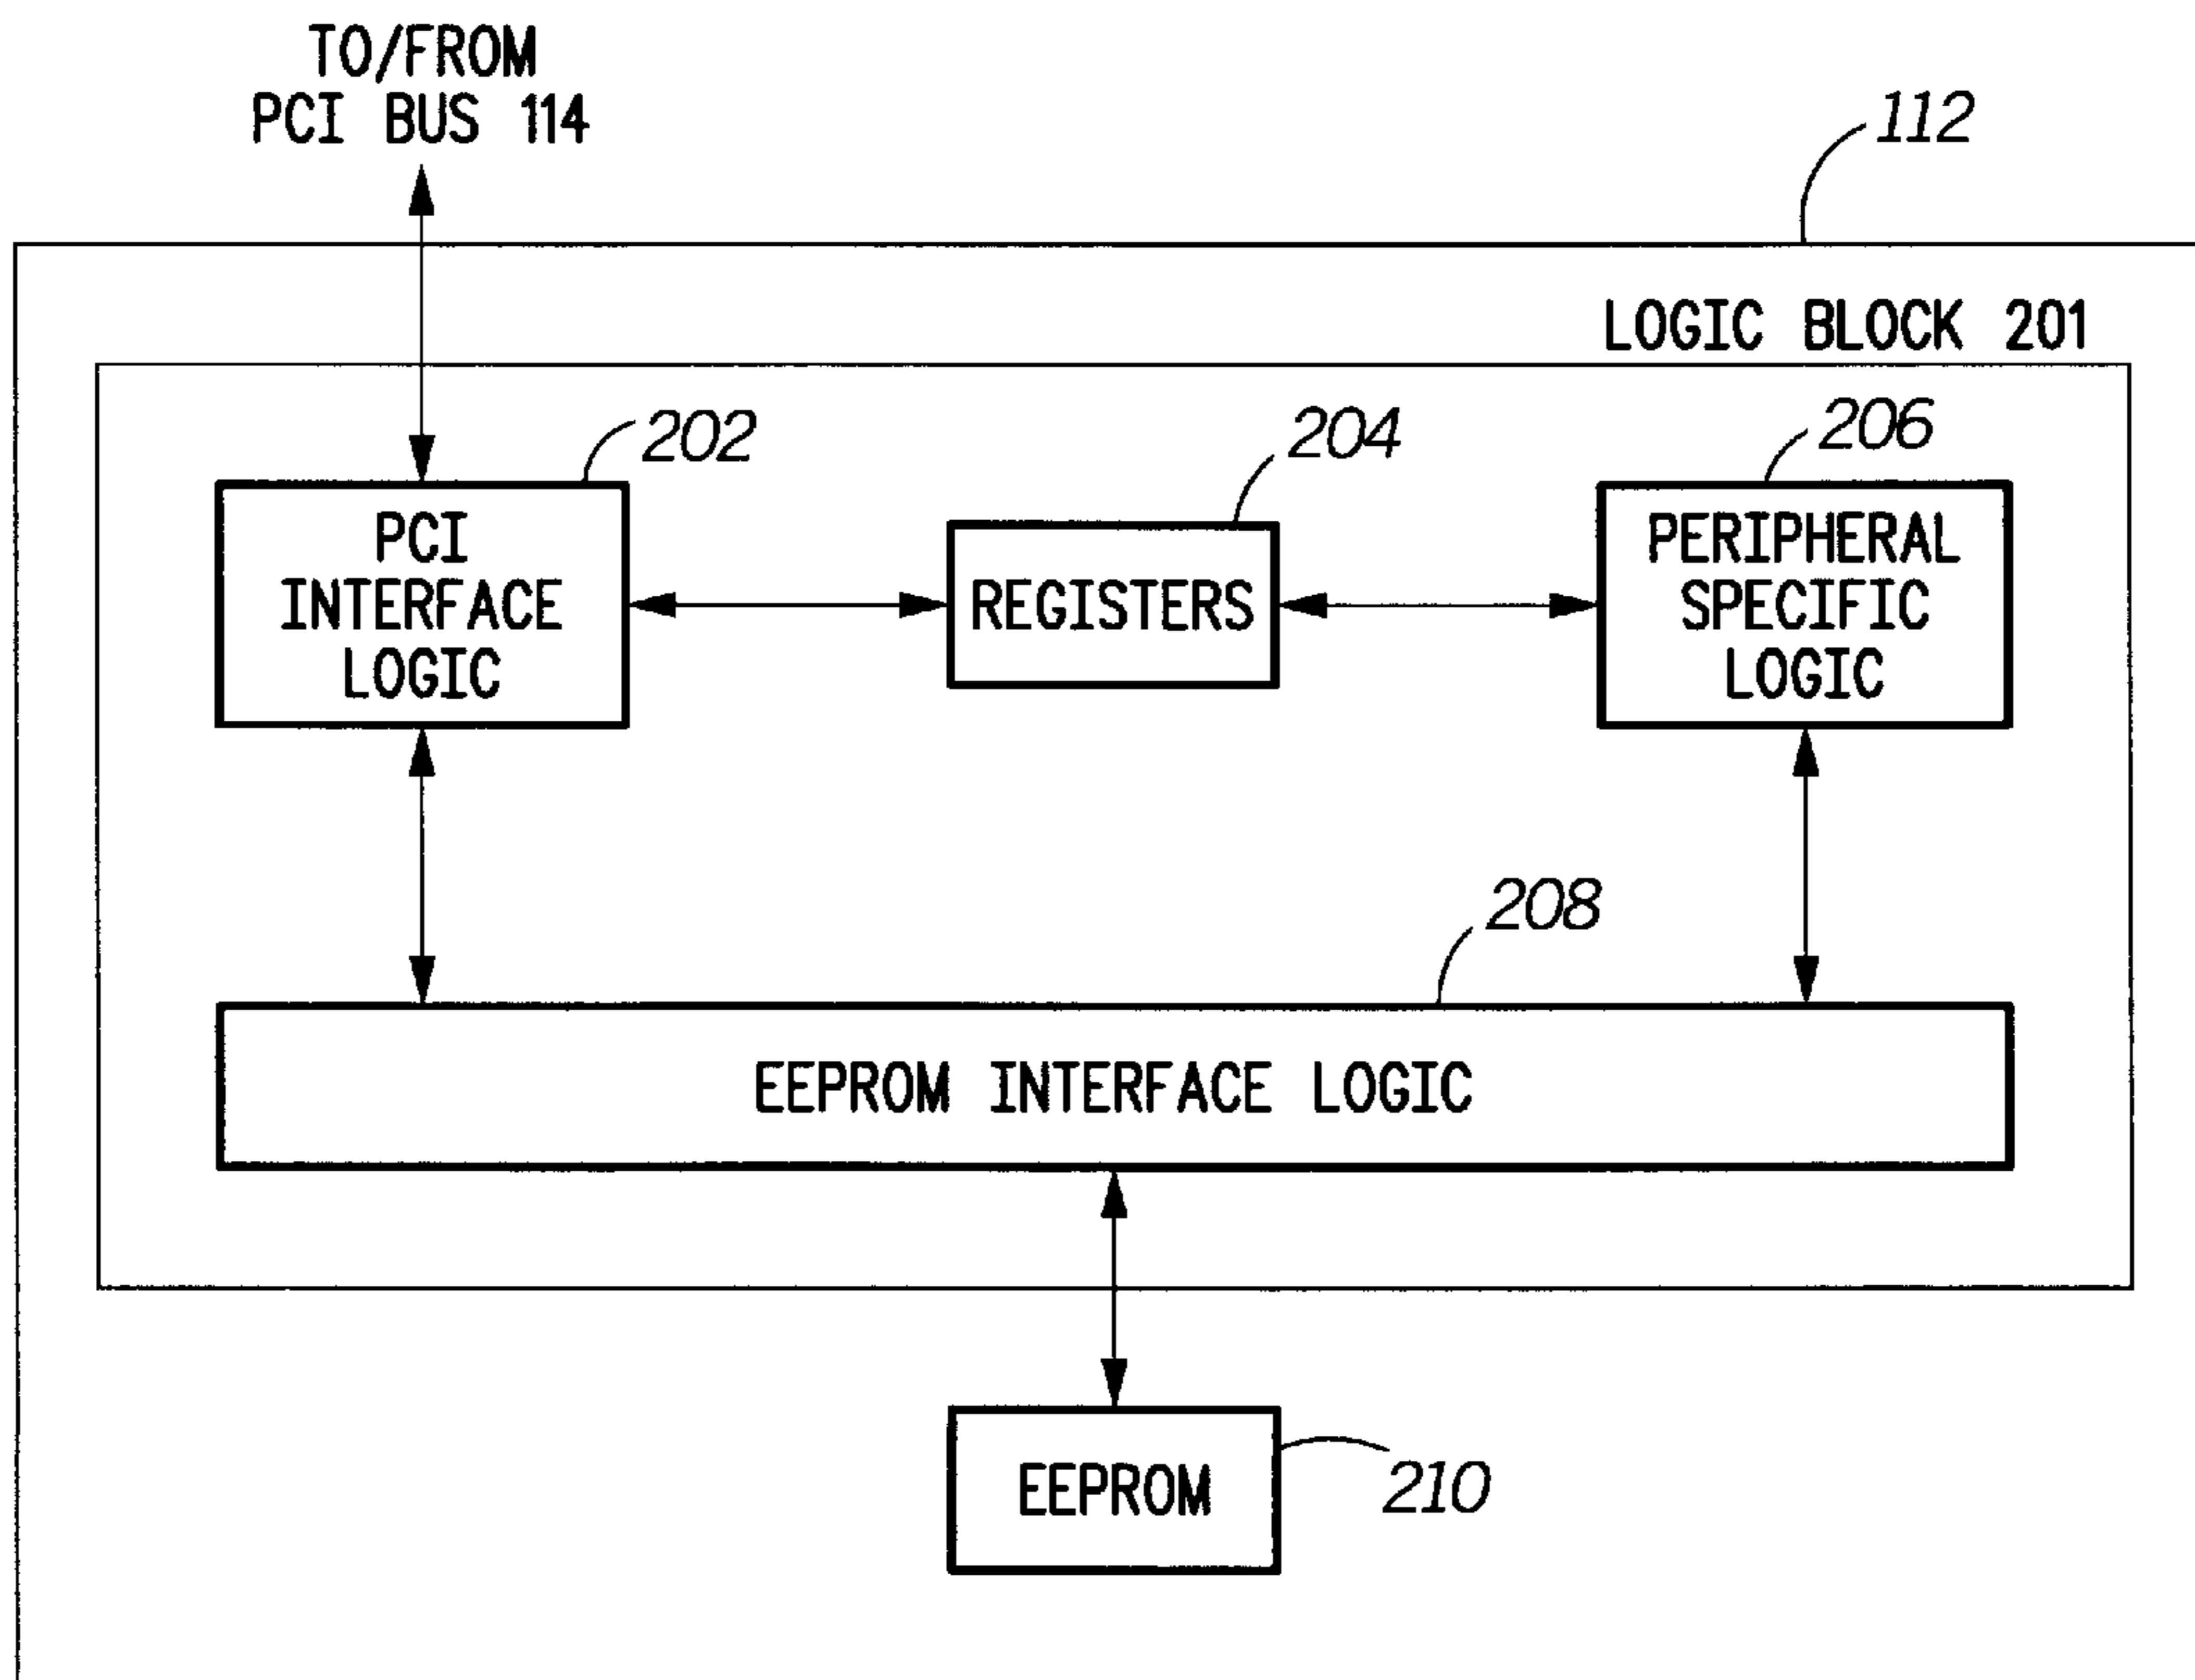 TO/FROM
PCI BUS 114
112
LOGIC BLOCK 201
202
204
206
PCI
INTERFACE
LOGIC
REGISTERS
PERIPHERAL
SPECIFIC
LOGIC
208
EEPROM INTERFACE LOGIC
EEPROM
210